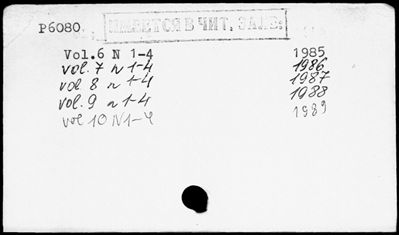 P6080.
ИМЕЕТСЯ В ЧИТ. ЗАЛЕ.
Vol.6 N 1-4 1985
vol. 7 n 1-4 1986
vol 8 n 1-4 1987
vol. 9 n 1-4 1988
vol 10 N 1-4 1989